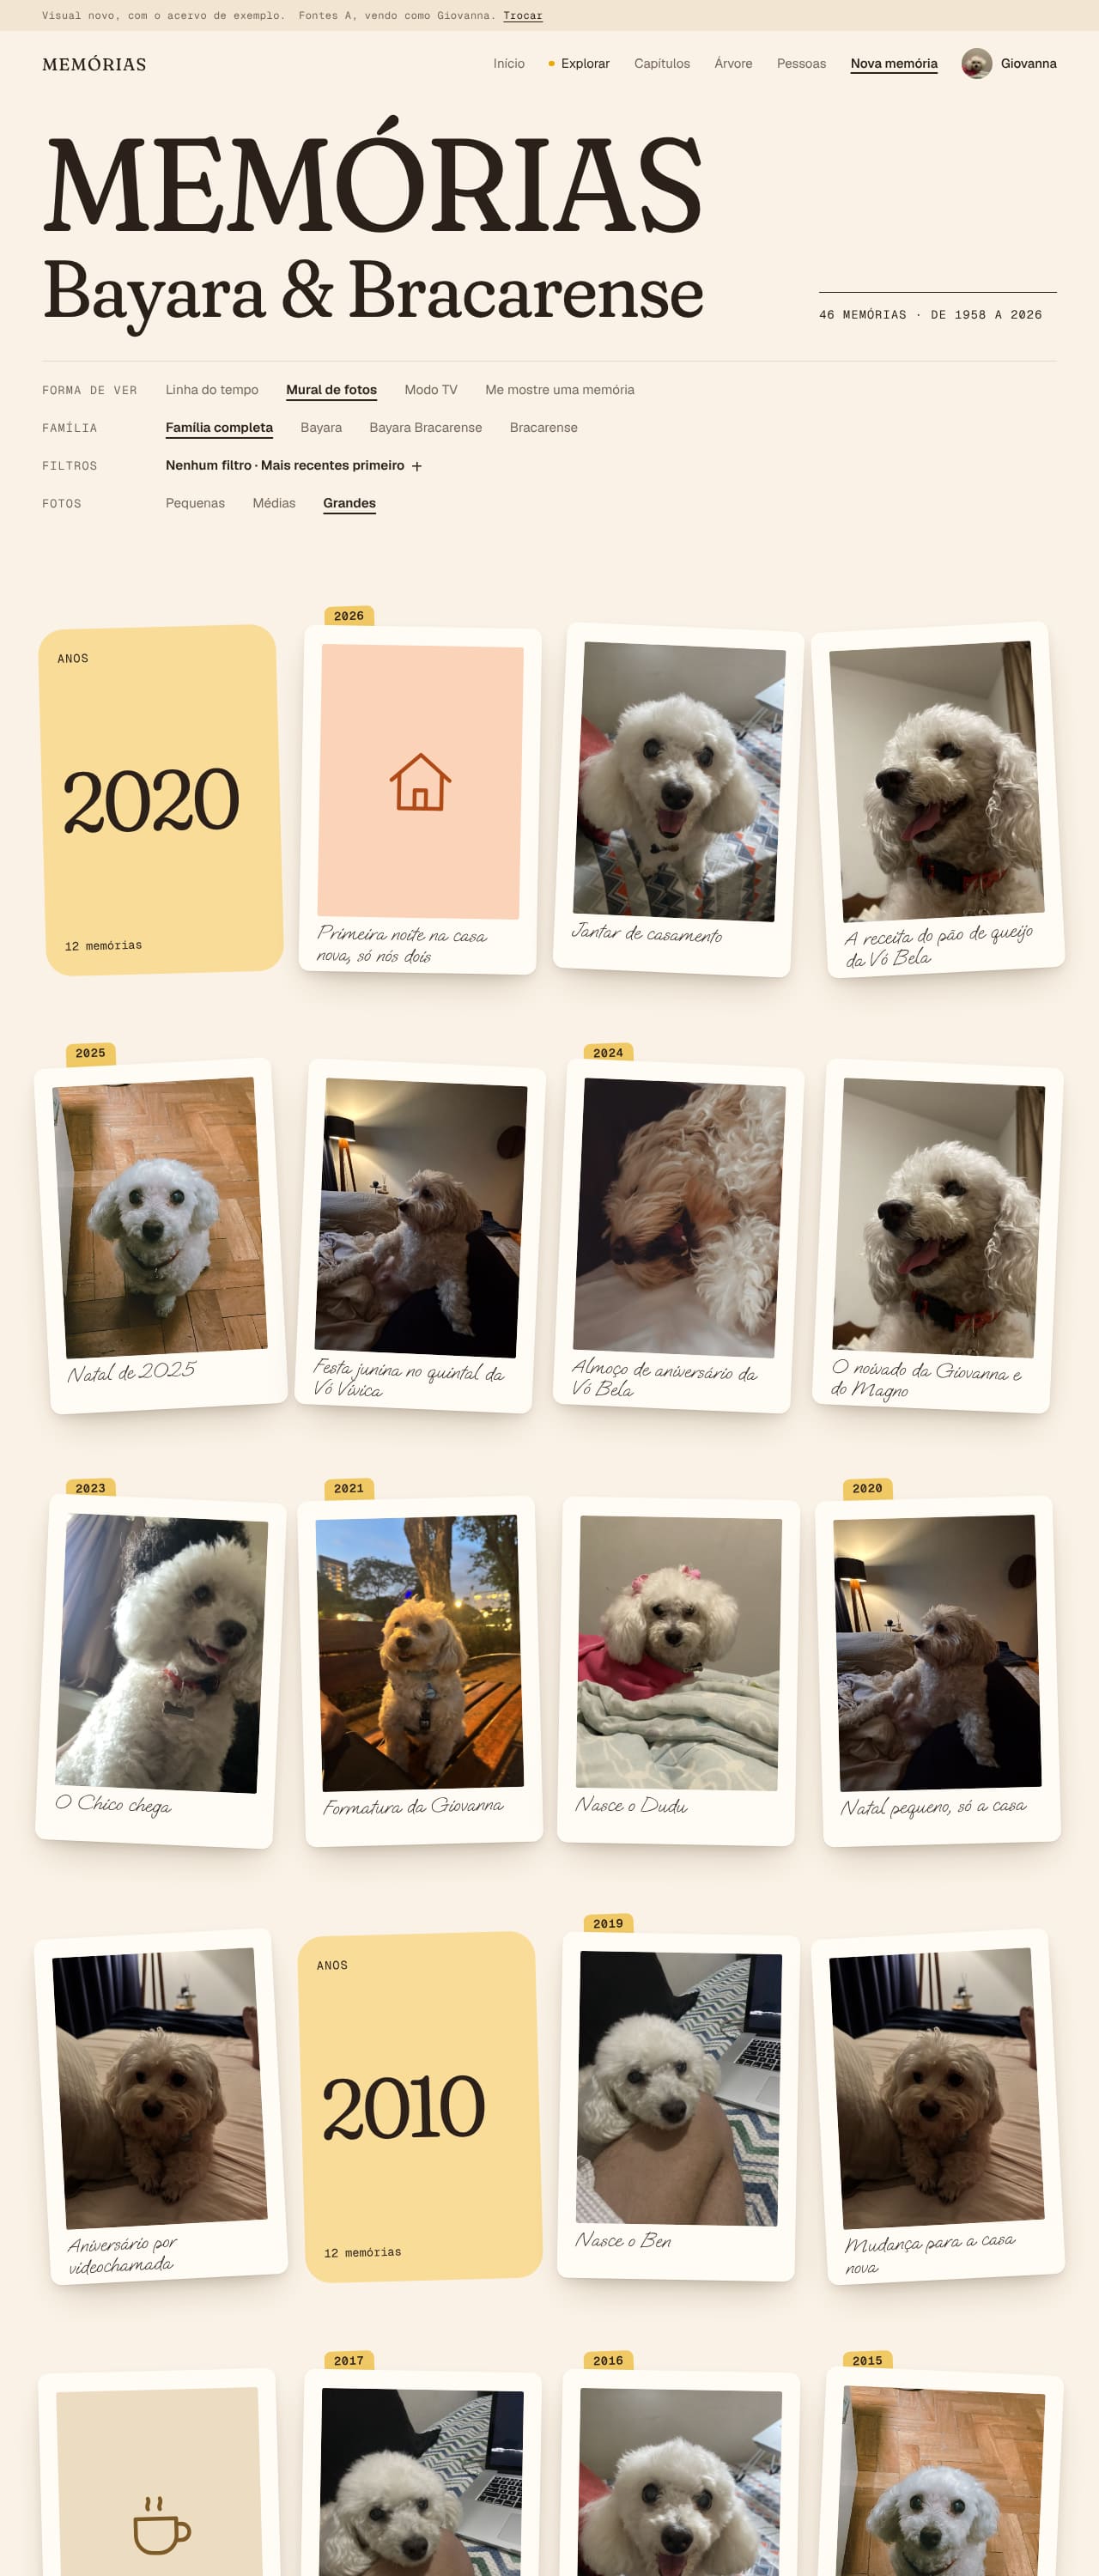 Visual novo, com o acervo de exemplo. Fontes A, vendo como Giovanna. Trocar
MEMÓRIAS
Início
Explorar
Capítulos
Árvore
Pessoas
Nova memória
Giovanna
MEMÓRIAS
Bayara & Bracarense
46 MEMÓRIAS · DE 1958 A 2026
FORMA DE VER
Linha do tempo
Mural de fotos
Modo TV
Me mostre uma memória
FAMÍLIA
Família completa
Bayara
Bayara Bracarense
Bracarense
FILTROS
Nenhum filtro · Mais recentes primeiro +
FOTOS
Pequenas
Médias
Grandes
ANOS
2020
12 memórias
2026
Primeira noite na casa
nova, só nós dois
Jantar de casamento
A receita do pão de queijo
da Vó Bela
2025
Natal de 2025
Festa junina no quintal da
Vó Vivica
2024
Almoço de aniversário da
Vó Bela
O noivado da Giovanna e
do Magno
2023
O Chico chega
2021
Formatura da Giovanna
Nasce o Dudu
2020
Natal pequeno, só a casa
Aniversário por
videochamada
ANOS
2010
12 memórias
2019
Nasce o Ben
Mudança para a casa
nova
2017
2016
2015